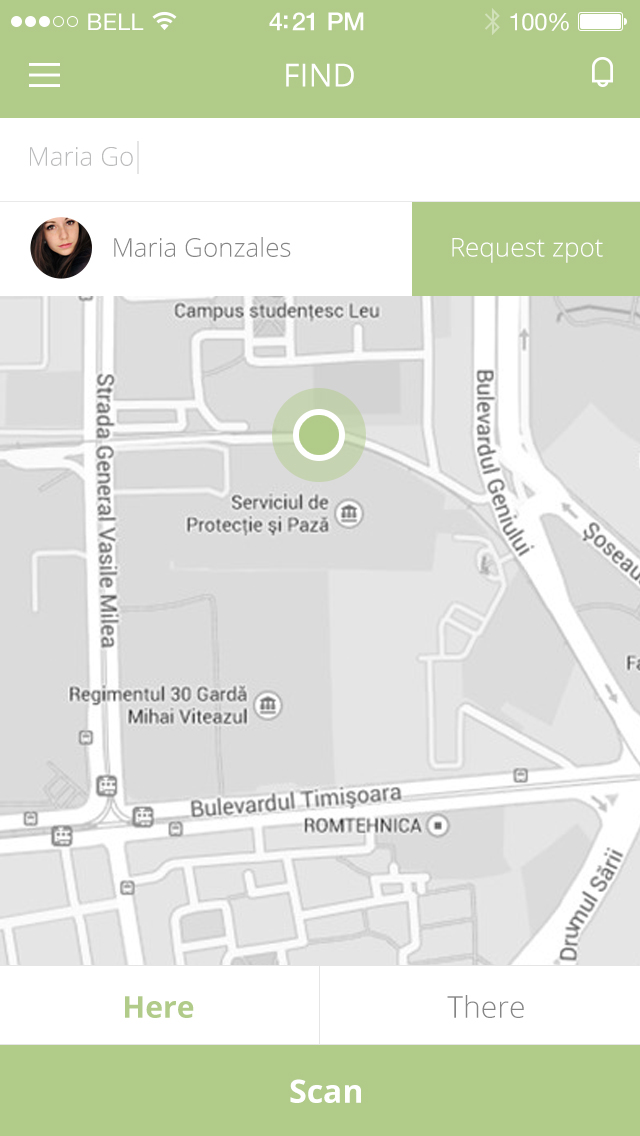 BELL 4:21 PM 100%
FIND
Maria Go
Maria Gonzales Request zpot
Campus studențesc Leu
Strada General Vasile Milea
Bulevardul Geniului
Serviciul de
Protecție și Pază
Șoseau
Fa
Regimentul 30 Gardă
Mihai Viteazul
Bulevardul Timișoara
ROMTEHNICA
Drumul Sării
Here There
Scan